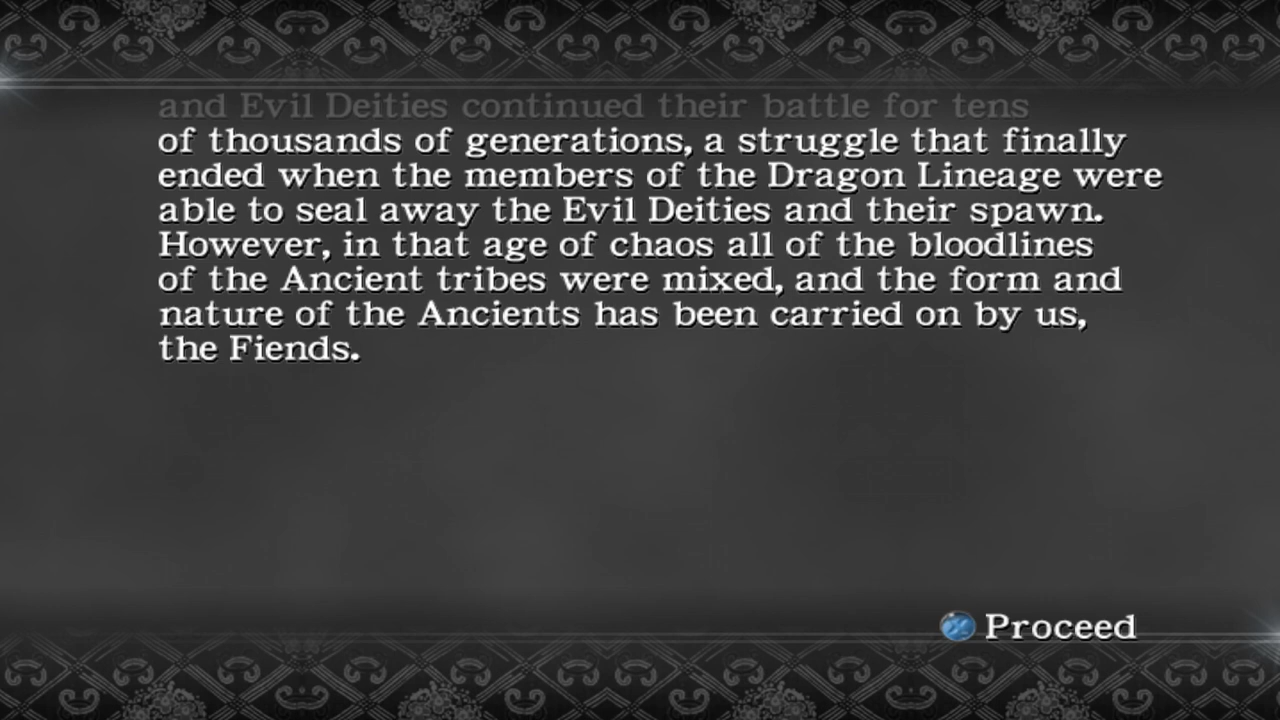 and Evil Deities continued their battle for tens
of thousands of generations, a struggle that finally
ended when the members of the Dragon Lineage were
able to seal away the Evil Deities and their spawn.
However, in that age of chaos all of the bloodlines
of the Ancient tribes were mixed, and the form and
nature of the Ancients has been carried on by us,
the Fiends.
Proceed